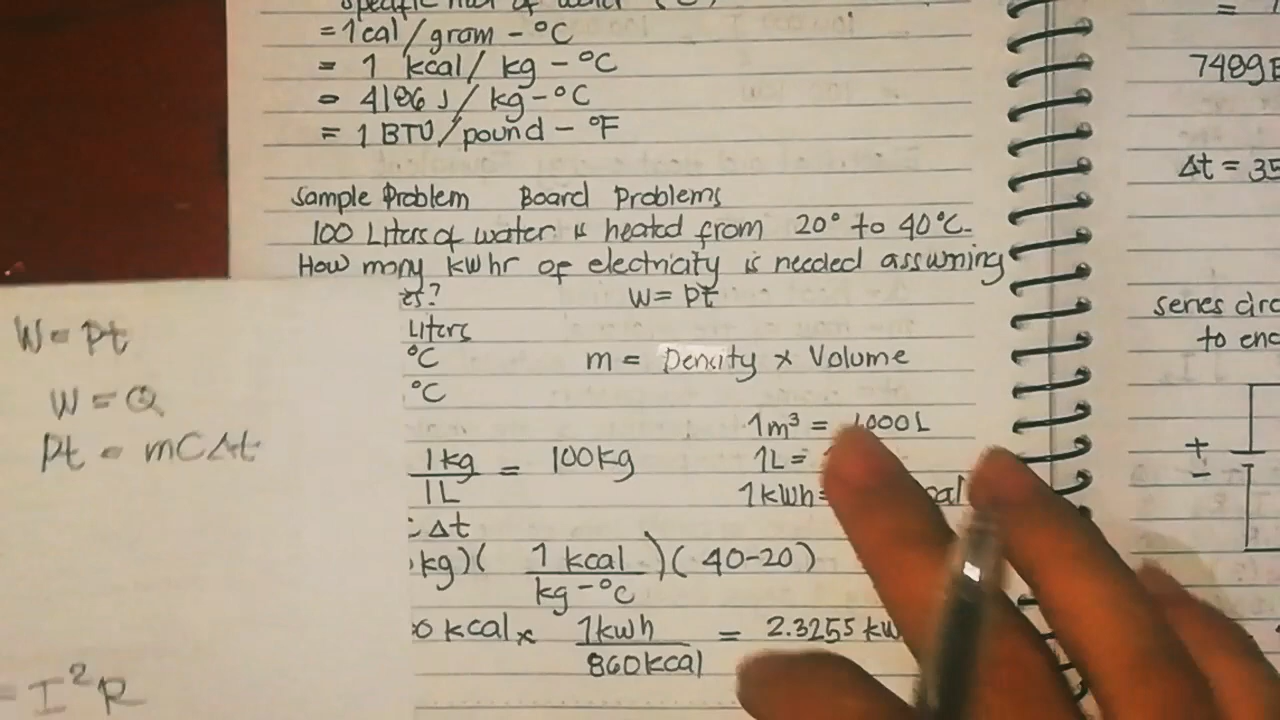 = 1 cal / gram - °C
= 1 kcal / kg - °C
= 4186 J / kg - °C
= 1 BTU / pound - °F
Sample Problem Board Problems
100 Liters of water is heated from 20° to 40°C.
How many kwhr of electricity is needed assuming
W = Pt
Liters
°C m = Density x Volume
°C
1m³ = 1000L
1kg / 1L = 100kg 1L =
1kwh =
Δt
kg) ( 1 kcal / kg - °C ) ( 40 - 20 )
kcal x 1kwh / 860kcal = 2.3255
W = Pt
W = Q
Pt = mCΔt
= I²R
7489
Δt = 35
series
to
+
-